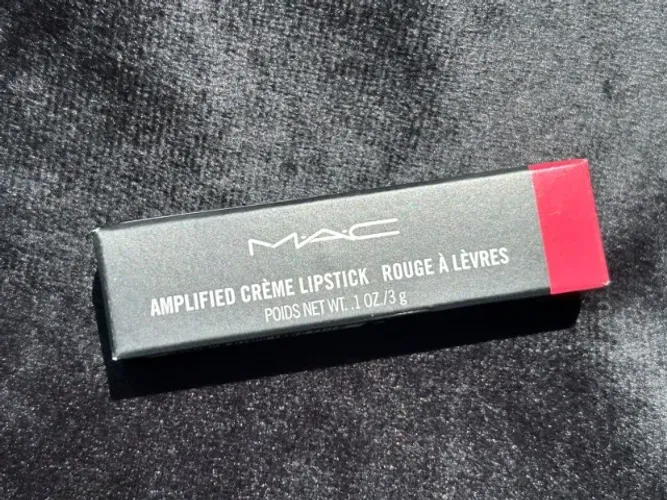 M·A·C
AMPLIFIED CRÈME LIPSTICK ROUGE À LÈVRES
POIDS NET WT. .1 OZ./3 g